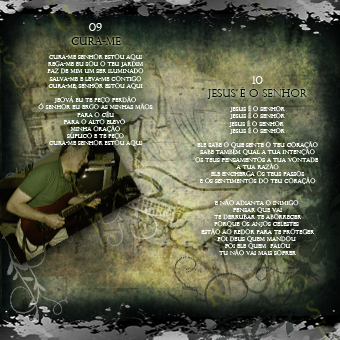 09
CURA-ME
CURA-ME SENHOR ESTOU AQUI
REGA-ME EU SOU O TEU JARDIM
FAZ DE MIM UM SER ILUMINADO
SALVA-ME E LEVA-ME CONTIGO
CURA-ME, SENHOR ESTOU AQUI
JEOVÁ EU TE PEÇO PERDÃO
Ó SENHOR EU ERGO AS MINHAS MÃOS
PARA O CÉU
PARA O ALTO ELEVO
MINHA ORAÇÃO
SUPLICO E TE PEÇO
CURA-ME SENHOR ESTOU AQUI
10
JESUS É O SENHOR
JESUS É O SENHOR
JESUS É O SENHOR
JESUS É O SENHOR
JESUS É O SENHOR
ELE SABE O QUE SENTE O TEU CORAÇÃO
SABE TAMBÉM QUAL A TUA INTENÇÃO
OS TEUS PENSAMENTOS A TUA VONTADE
A TUA RAZÃO
ELE ENCHERGA OS TEUS PASSOS
E OS SENTIMENTOS DO TEU CORAÇÃO
E NÃO ADIANTA O INIMIGO
PENSAR QUE VAI
TE DERRUBAR TE ABORRECER
PORQUE OS ANJOS CELESTES
ESTÃO AO REDOR PARA TE PROTEGER
FOI DEUS QUEM MANDOU
FOI ELE QUEM FALOU
TU NÃO VAI MAIS SOFRER